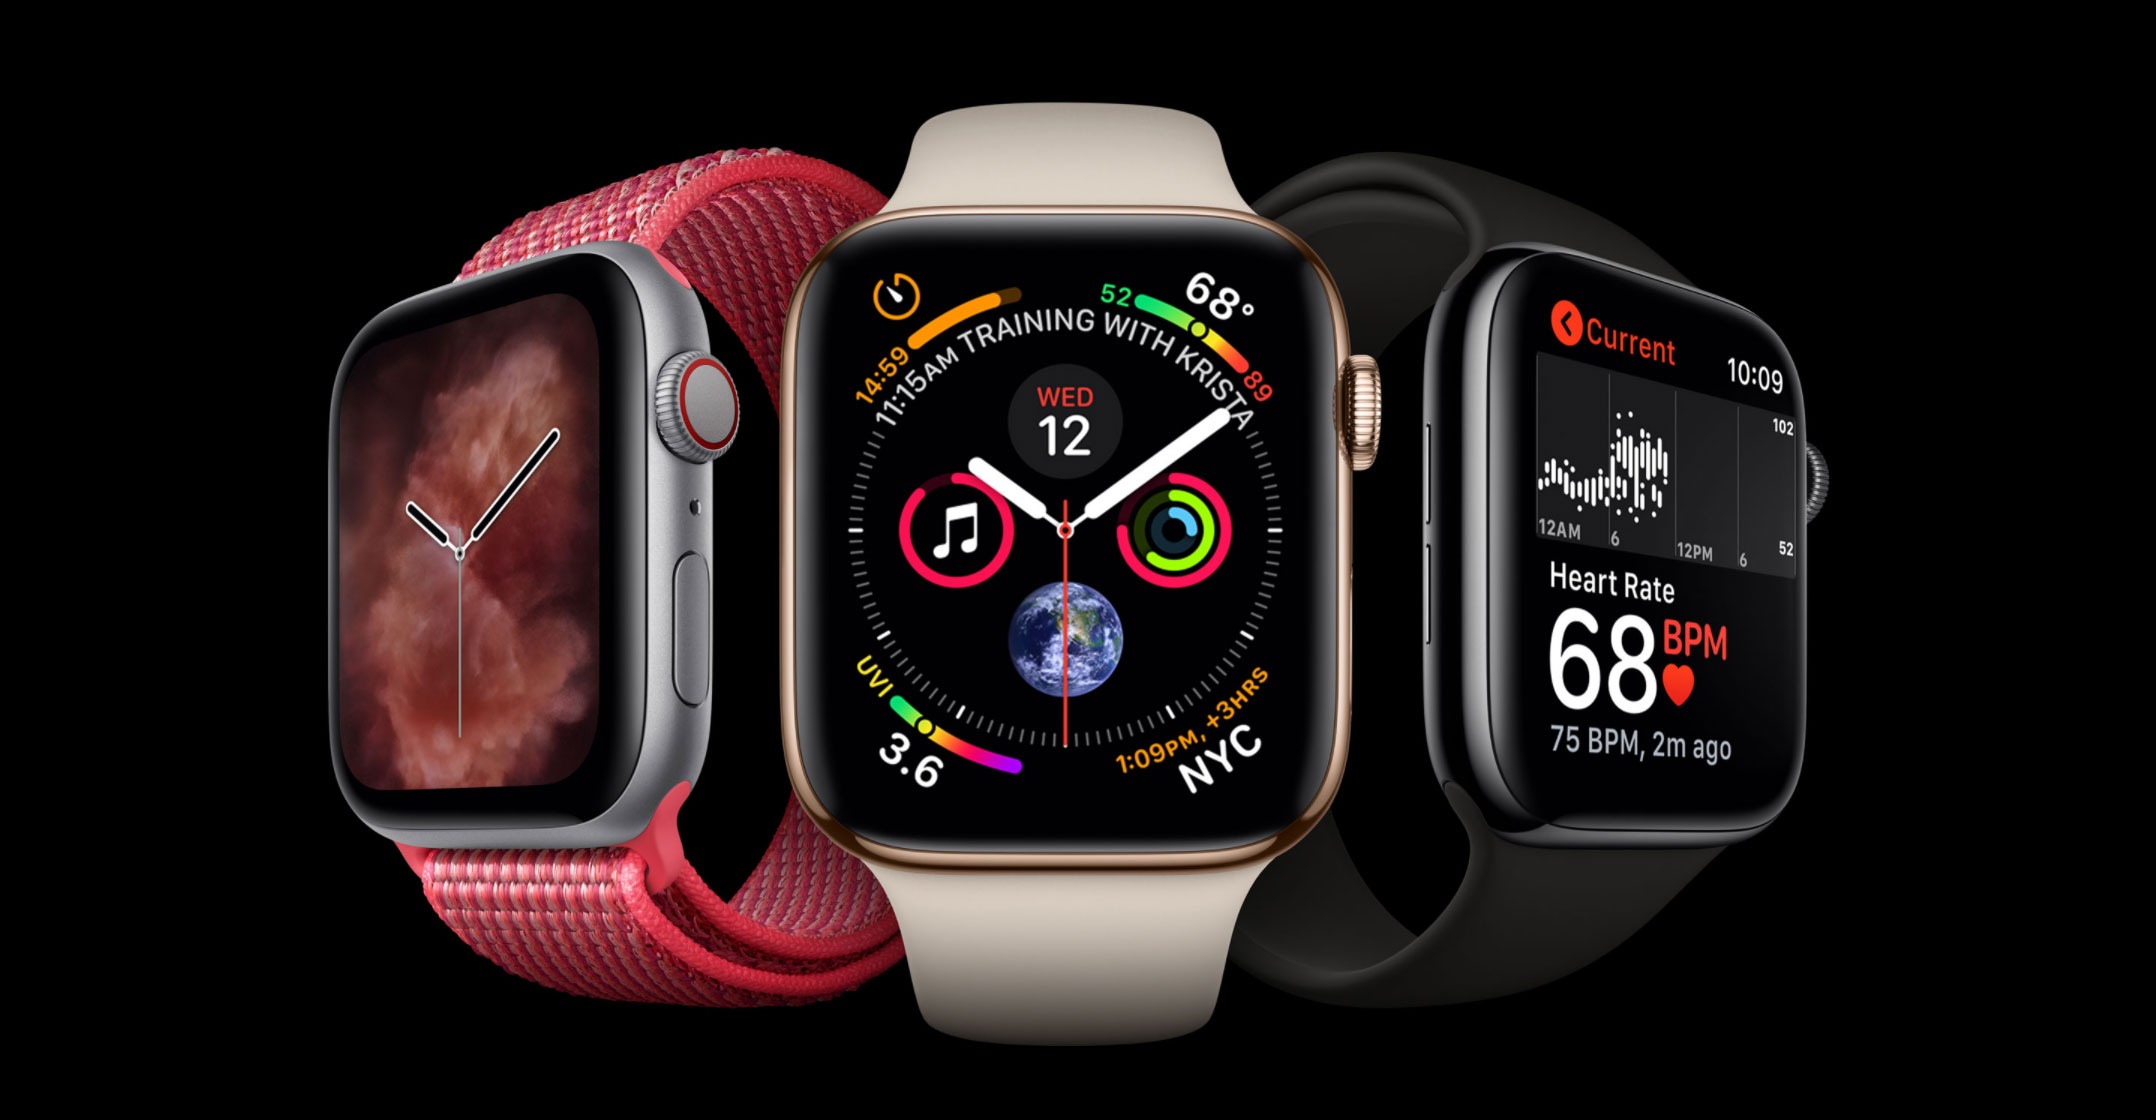 14:59
11:15AM TRAINING WITH KRISTA
52
68°
89
WED
12
UVI
3.6
1:09PM, +3HRS
NYC
Current
10:09
102
52
12AM
6
12PM
6
Heart Rate
68 BPM
75 BPM, 2m ago